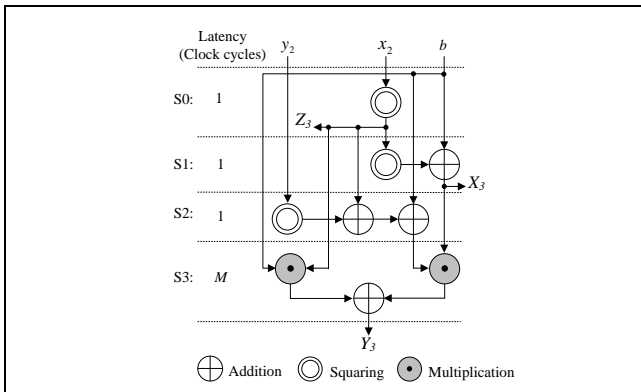 Latency
(Clock cycles)
y₂ x₂ b
S0: 1
Z₃
S1: 1
X₃
S2: 1
S3: M
Y₃
Addition Squaring Multiplication